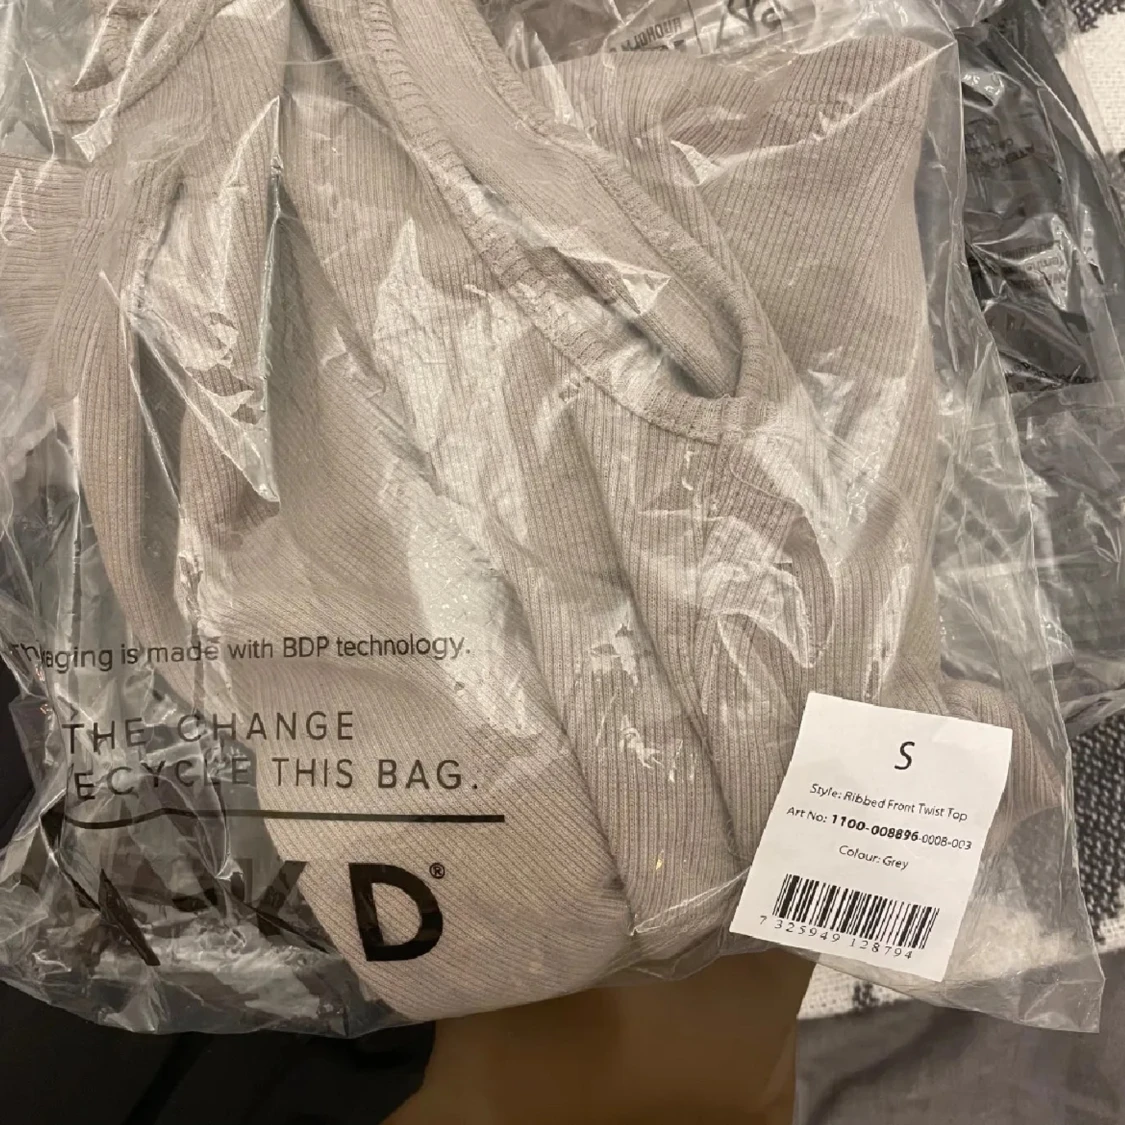 is made with BDP technology.
THE CHANGE
ECYCLE THIS BAG.
D®
S
Style: Ribbed Front Twist Top
Art No: 1100-008896-0008-003
Colour: Grey
7 325949 128794